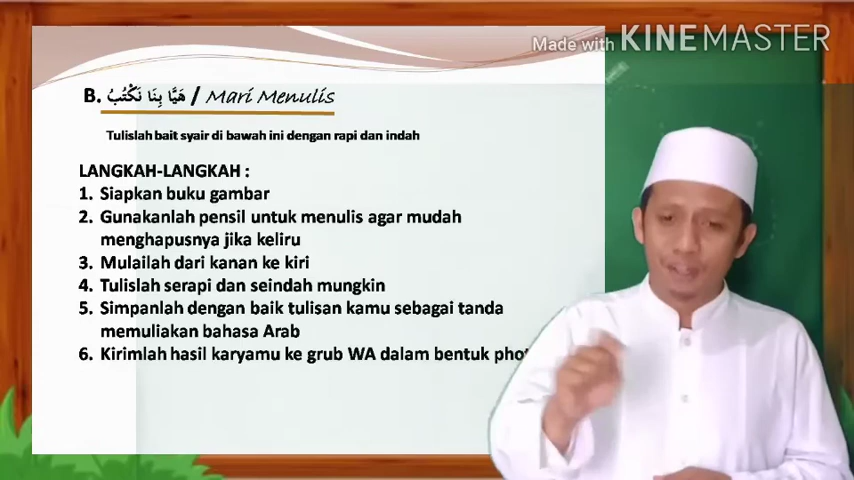 Made with KINEMASTER
B. هَيَّا بِنَا نَكْتُبُ / Mari Menulis
Tulislah bait syair di bawah ini dengan rapi dan indah
LANGKAH-LANGKAH :
1. Siapkan buku gambar
2. Gunakanlah pensil untuk menulis agar mudah
menghapusnya jika keliru
3. Mulailah dari kanan ke kiri
4. Tulislah serapi dan seindah mungkin
5. Simpanlah dengan baik tulisan kamu sebagai tanda
memuliakan bahasa Arab
6. Kirimlah hasil karyamu ke grub WA dalam bentuk